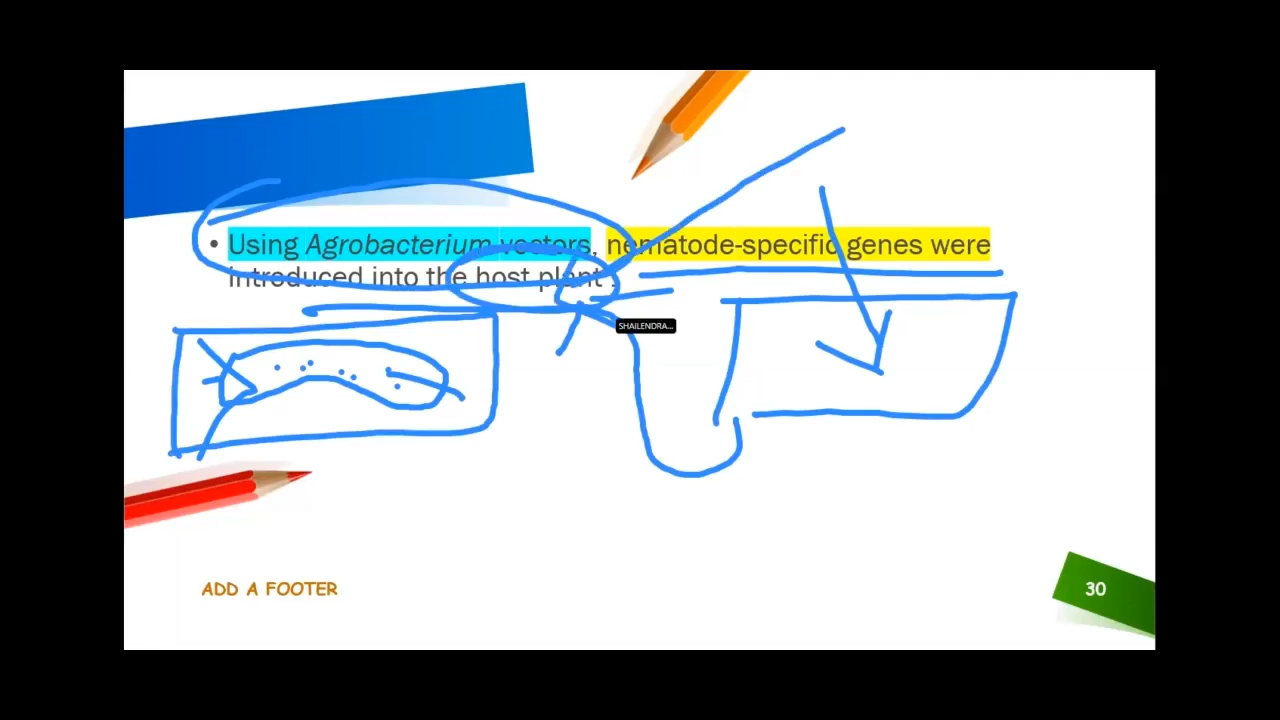 • Using Agrobacterium vectors, nematode-specific genes were
introduced into the host plant .
SHAILENDRA...
ADD A FOOTER
30